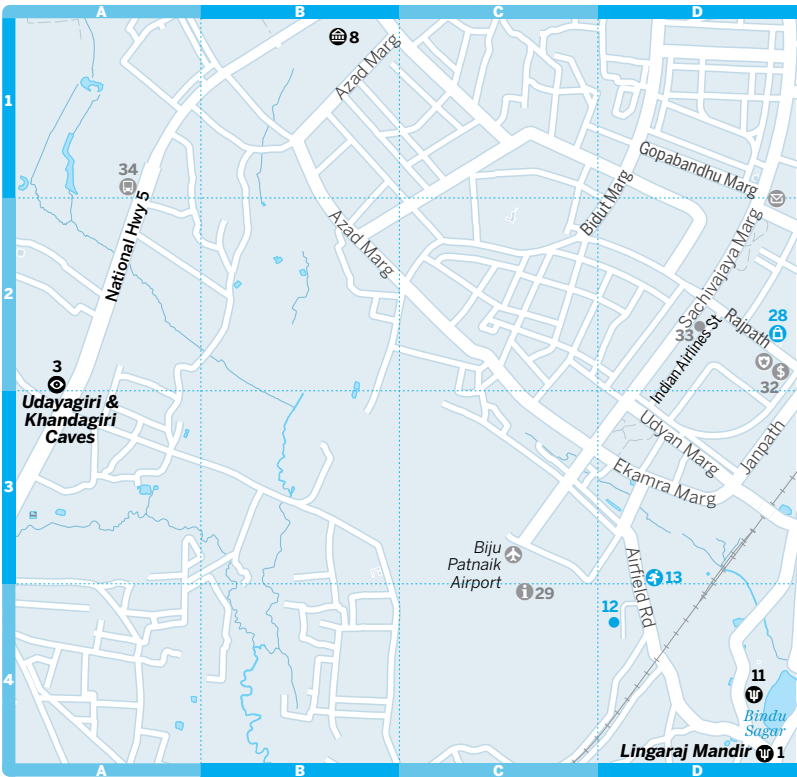 A
B
C
D
1
8
Azad Marg
34
Gopabandhu Marg
National Hwy 5
Azad Marg
Bidut Marg
Sachivajaya Marg
2
28
Rajpath
33
Indian Airlines St
32
$
3
Udayagiri &
Khandagiri
Caves
Udyan Marg
Janpath
3
Ekamra Marg
Biju
Patnaik
Airport
Airfield Rd
13
29
12
4
11
Bindu
Sagar
Lingaraj Mandir
1
A
B
C
D